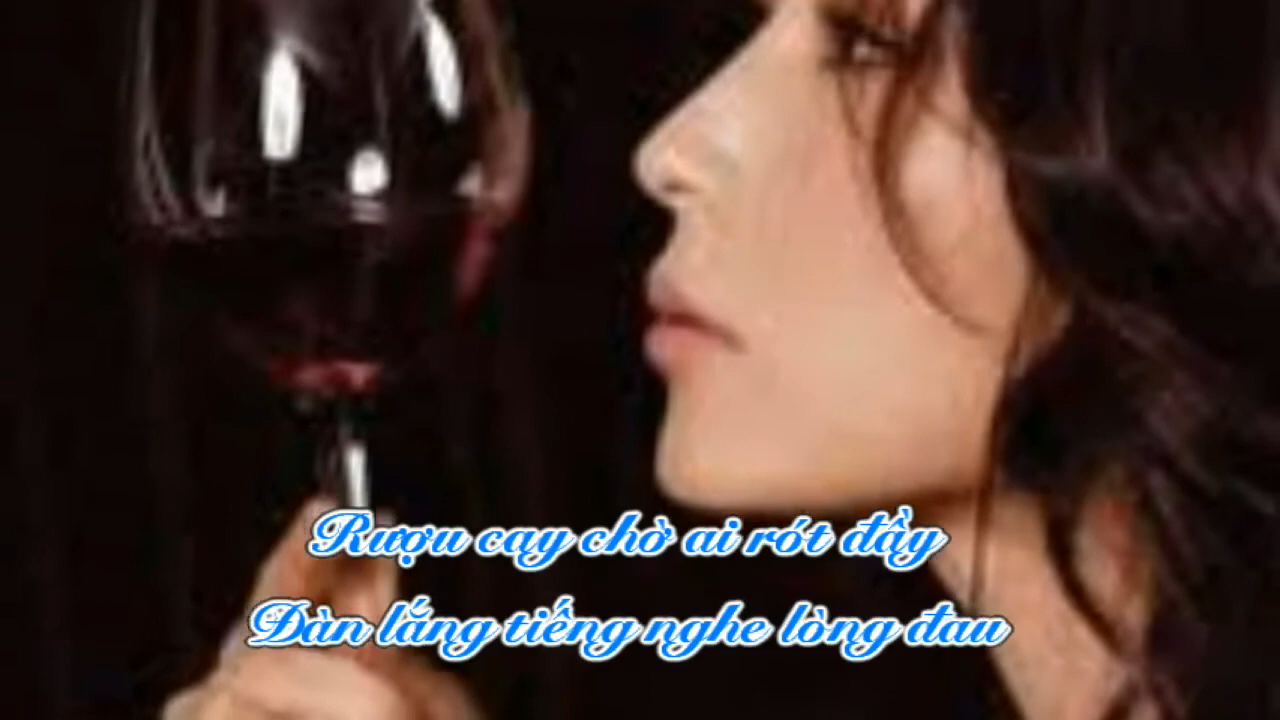 Rượu cay chờ ai rót đầy
Đàn lắng tiếng nghe lòng đau